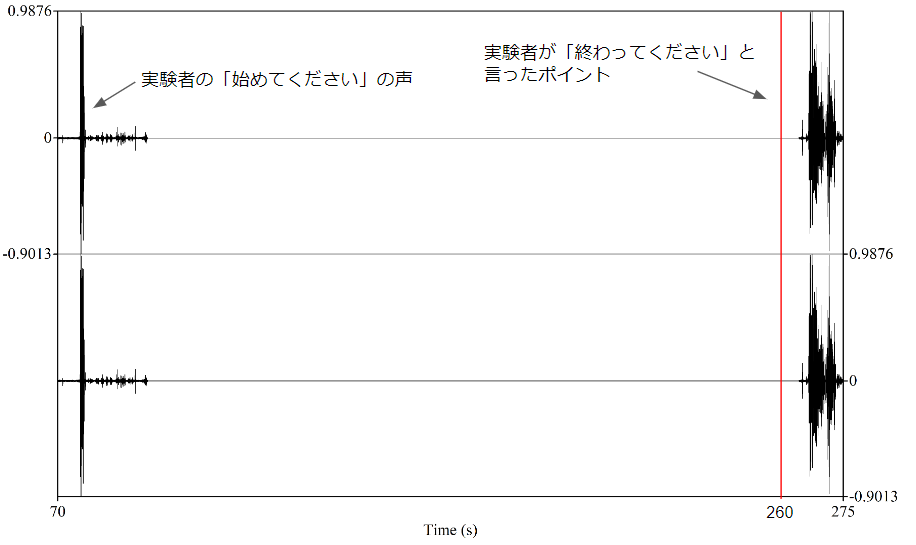 0.9876
実験者が「終わってください」と
言ったポイント
実験者の「始めてください」の声
0
-0.9013
0.9876
0
-0.9013
70
260
275
Time (s)